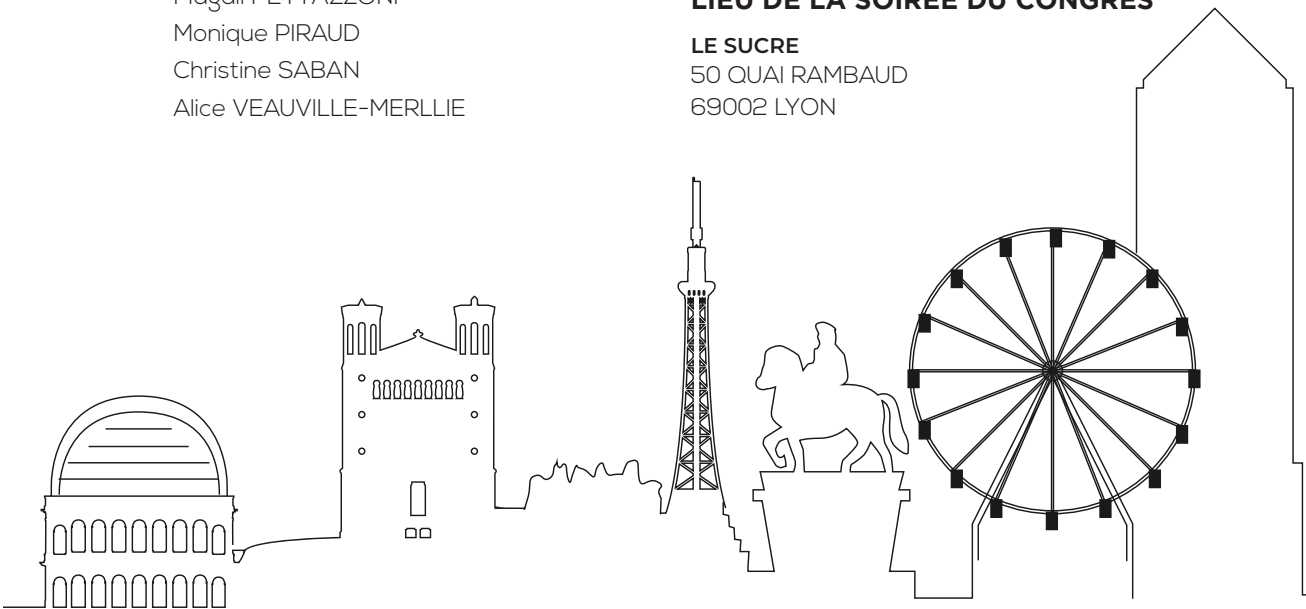 Monique PIRAUD
Christine SABAN
Alice VEAUVILLE-MERLLIE
LIEU DE LA SOIRÉE DU CONGRÈS
LE SUCRE
50 QUAI RAMBAUD
69002 LYON